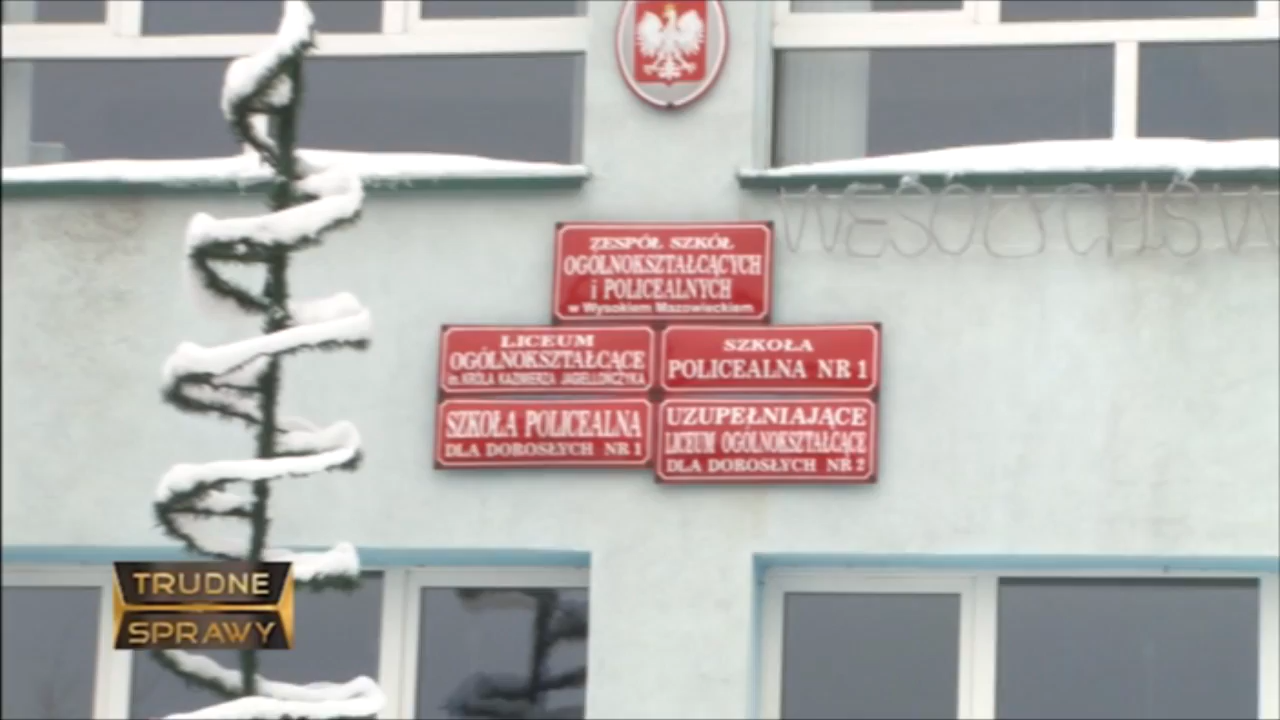 WESOŁYCH ŚW
ZESPÓŁ SZKÓŁ
OGÓLNOKSZTAŁCĄCYCH
i POLICEALNYCH
w Wysokiem Mazowieckiem
LICEUM
OGÓLNOKSZTAŁCĄCE
im. KRÓLA KAZIMIERZA JAGIELLOŃCZYKA
SZKOŁA
POLICEALNA NR 1
SZKOŁA POLICEALNA
DLA DOROSŁYCH NR 1
UZUPEŁNIAJĄCE
LICEUM OGÓLNOKSZTAŁCĄCE
DLA DOROSŁYCH NR 2
TRUDNE
SPRAWY